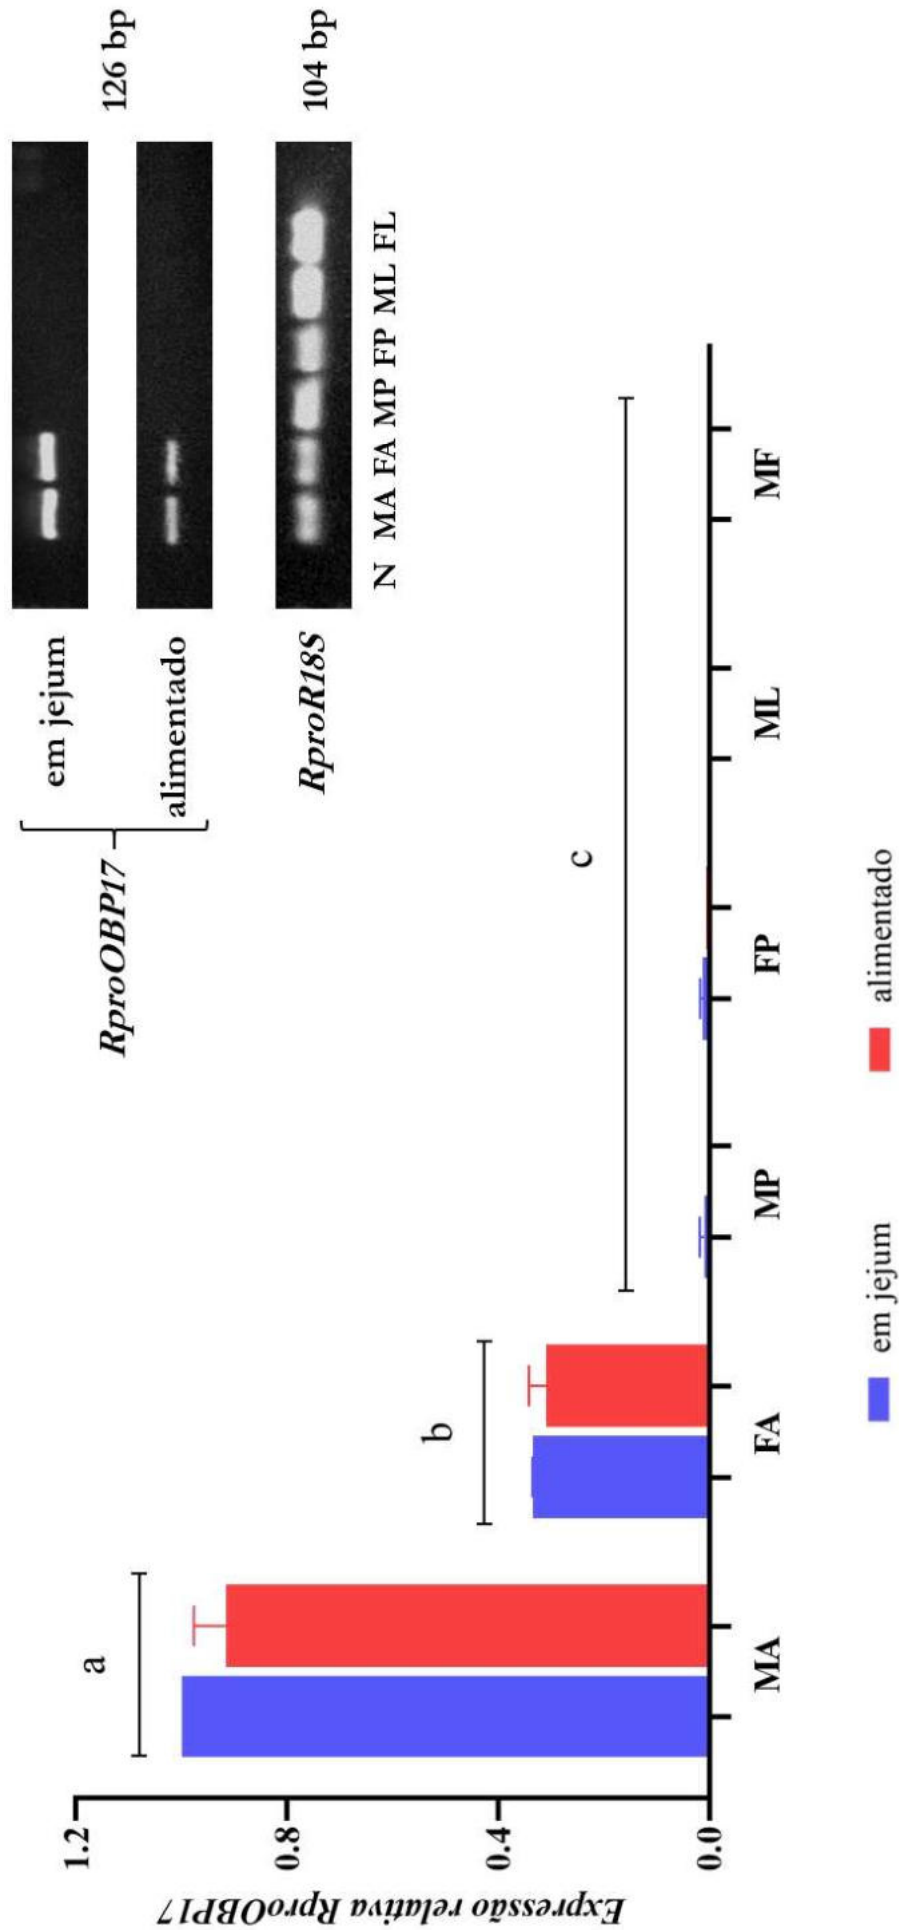 RproOBP17
em jejum
126 bp
alimentado
RproR18S
104 bp
N MA FA MP FP ML FL
Expressão relativa RproOBP17
1.2
0.8
0.4
0.0
a
b
c
MA FA MP FP ML MF
em jejum alimentado